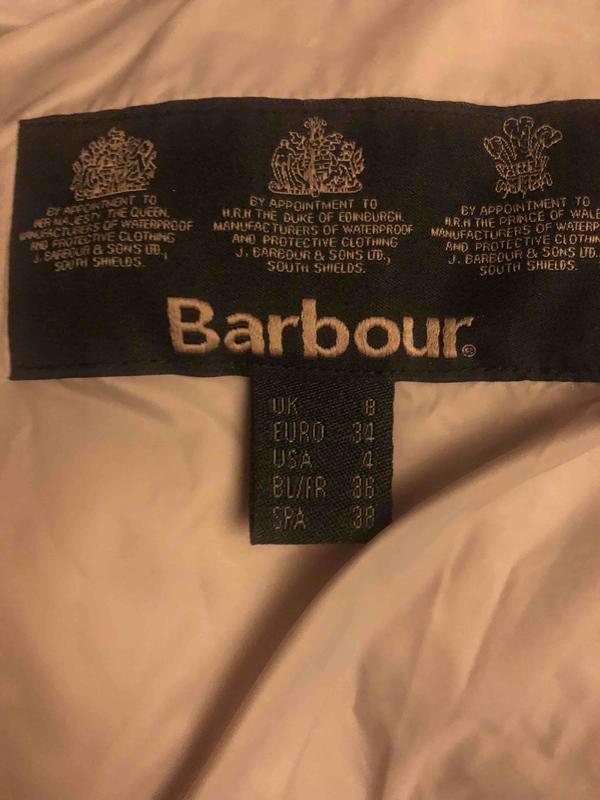 BY APPOINTMENT TO
HER MAJESTY THE QUEEN.
MANUFACTURERS OF WATERPROOF
AND PROTECTIVE CLOTHING
J. BARBOUR & SONS LTD.,
SOUTH SHIELDS.
BY APPOINTMENT TO
H.R.H THE DUKE OF EDINBURGH.
MANUFACTURERS OF WATERPROOF
AND PROTECTIVE CLOTHING
J. BARBOUR & SONS LTD.,
SOUTH SHIELDS.
BY APPOINTMENT TO
H.R.H THE PRINCE OF WALE
MANUFACTURERS OF WATERP
AND PROTECTIVE CLOTHIN
J. BARBOUR & SONS LTD.
SOUTH SHIELDS.
Barbour®
UK 8
EURO 34
USA 4
BL/FR 36
SPA 38